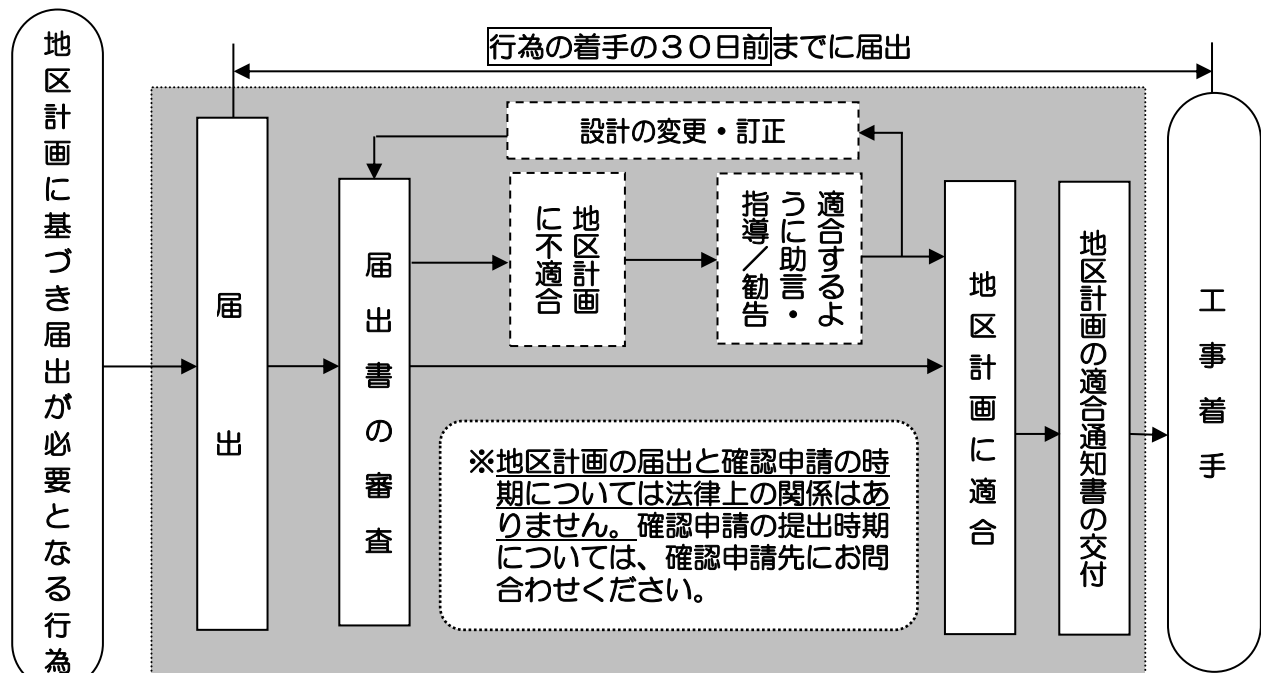 地区計画に基づき届出が必要となる行為
行為の着手の３０日前までに届出
届出
届出書の審査
設計の変更・訂正
地区計画
に不適合
適合するよ
うに助言・
指導／勧告
※地区計画の届出と確認申請の時
期については法律上の関係はあ
りません。確認申請の提出時期
については、確認申請先にお問
合わせください。
地区計画に適合
地区計画の適合通知書の交付
工事着手